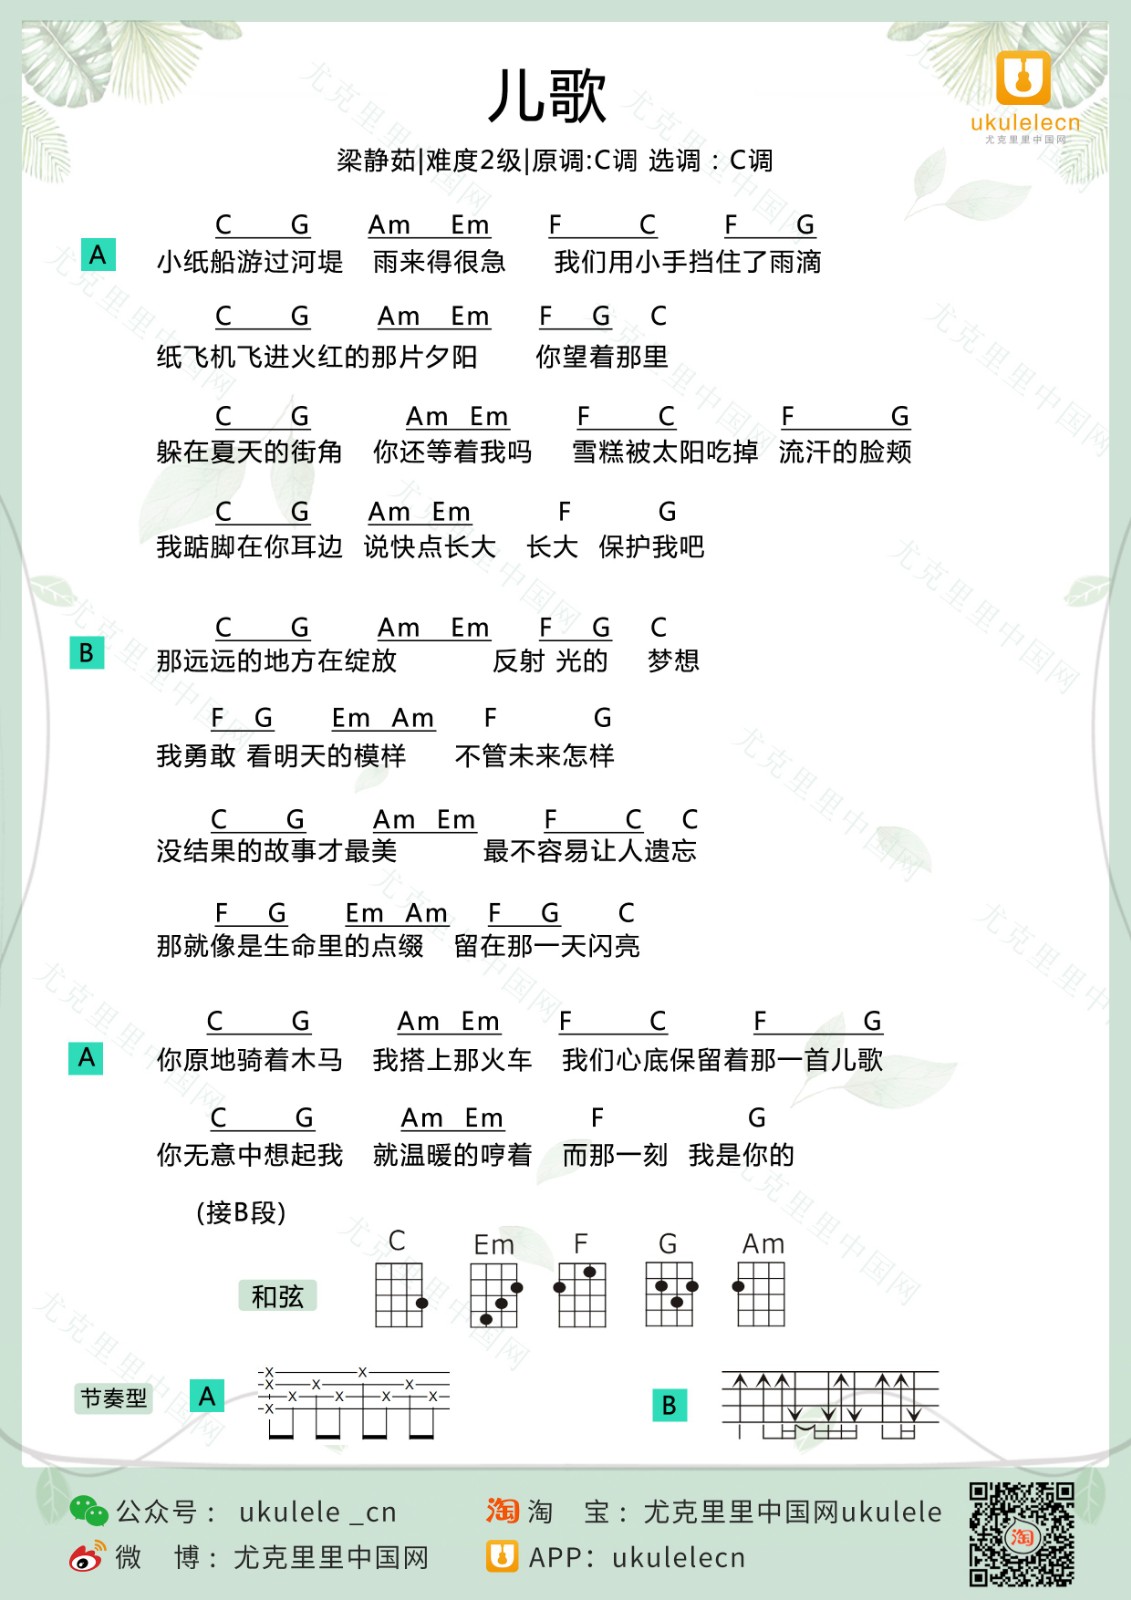 儿歌
ukulelecn
尤克里里中国网
梁静茹|难度2级|原调:C调 选调：C调
C G Am Em F C F G
A
小纸船游过河堤 雨来得很急 我们用小手挡住了雨滴
C G Am Em F G C
纸飞机飞进火红的那片夕阳 你望着那里
C G Am Em F C F G
躲在夏天的街角 你还等着我吗 雪糕被太阳吃掉 流汗的脸颊
C G Am Em F G
我踮脚在你耳边 说快点长大 长大 保护我吧
C G Am Em F G C
B
那远远的地方在绽放 反射 光的 梦想
F G Em Am F G
我勇敢 看明天的模样 不管未来怎样
C G Am Em F C C
没结果的故事才最美 最不容易让人遗忘
F G Em Am F G C
那就像是生命里的点缀 留在那一天闪亮
C G Am Em F C F G
A
你原地骑着木马 我搭上那火车 我们心底保留着那一首儿歌
C G Am Em F G
你无意中想起我 就温暖的哼着 而那一刻 我是你的
(接B段)
C Em F G Am
和弦
节奏型 A B
公众号： ukulele _cn 淘 淘 宝：尤克里里中国网ukulele
微 博：尤克里里中国网 APP：ukulelecn
淘